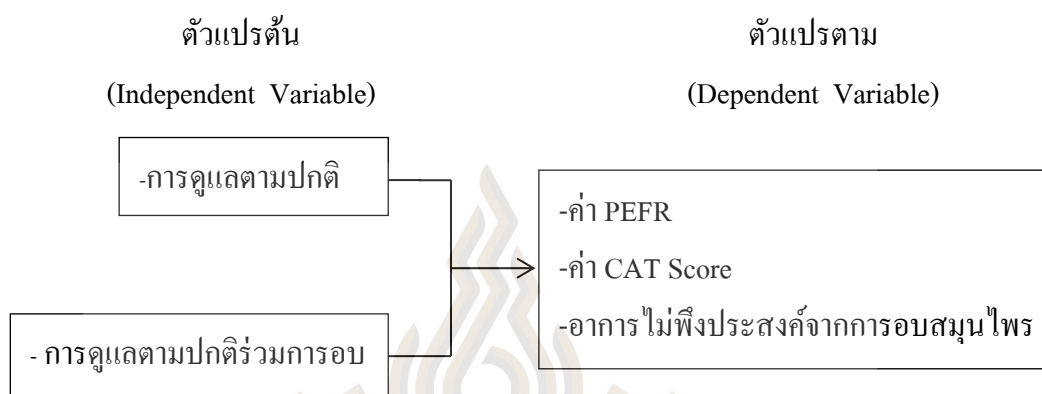 ตัวแปรต้น
(Independent Variable)
-การดูแลตามปกติ
- การดูแลตามปกติร่วมการอบ
ตัวแปรตาม
(Dependent Variable)
-ค่า PEFR
-ค่า CAT Score
-อาการไม่พึงประสงค์จากการอบสมุนไพร